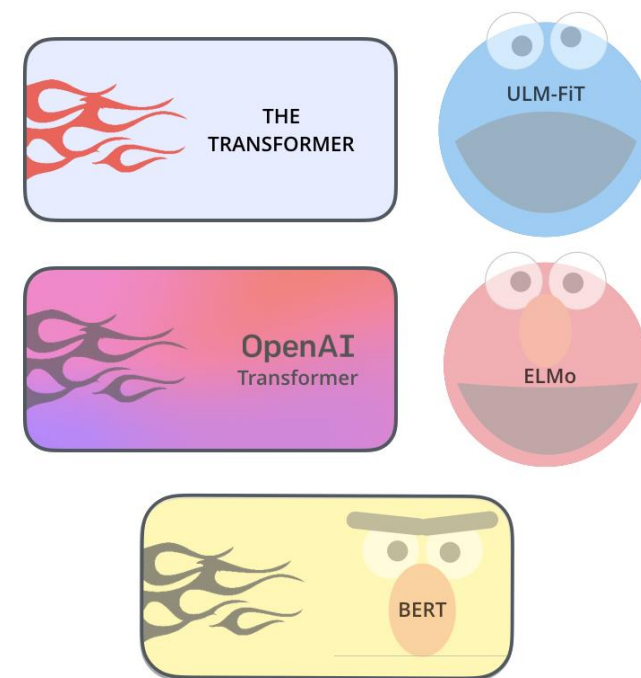 THE
TRANSFORMER
ULM-FiT
OpenAI
Transformer
ELMo
BERT